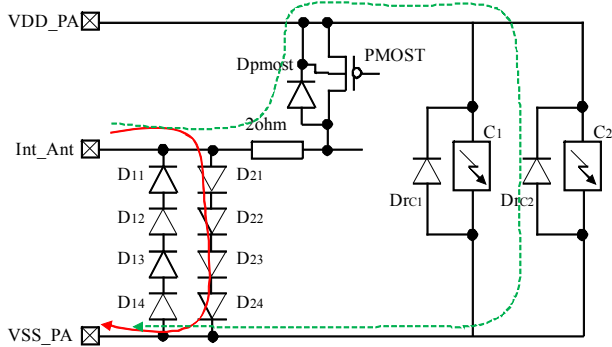 VDD_PA
Dpmost
PMOST
2ohm
C1
C2
Int_Ant
D11
D21
DrC1
DrC2
D12
D22
D13
D23
D14
D24
VSS_PA